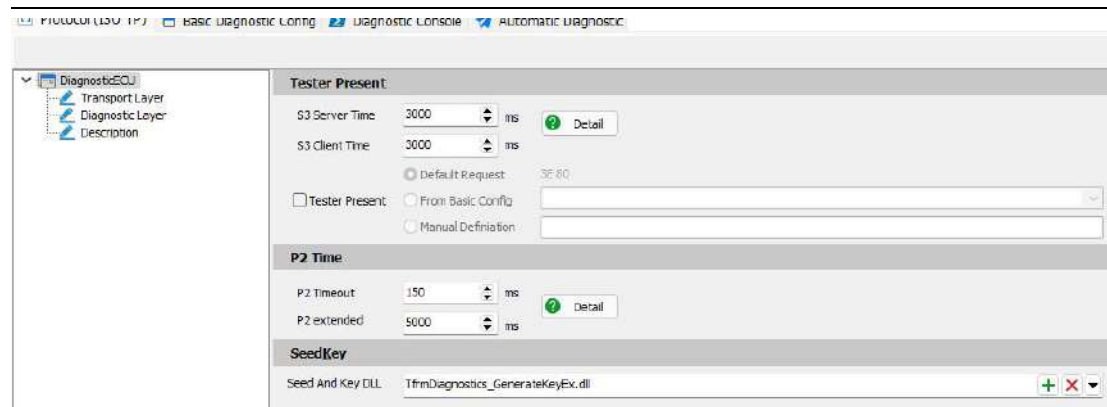 Protocol (ISO TP) Basic Diagnostic Config Diagnostic Console Automatic Diagnostic
DiagnosticECU
Transport Layer
Diagnostic Layer
Description
Tester Present
S3 Server Time 3000 ms Detail
S3 Client Time 3000 ms
Default Request 3E 80
Tester Present From Basic Config
Manual Definiation
P2 Time
P2 Timeout 150 ms Detail
P2 extended 5000 ms
SeedKey
Seed And Key DLL TfrmDiagnostics_GenerateKeyEx.dll